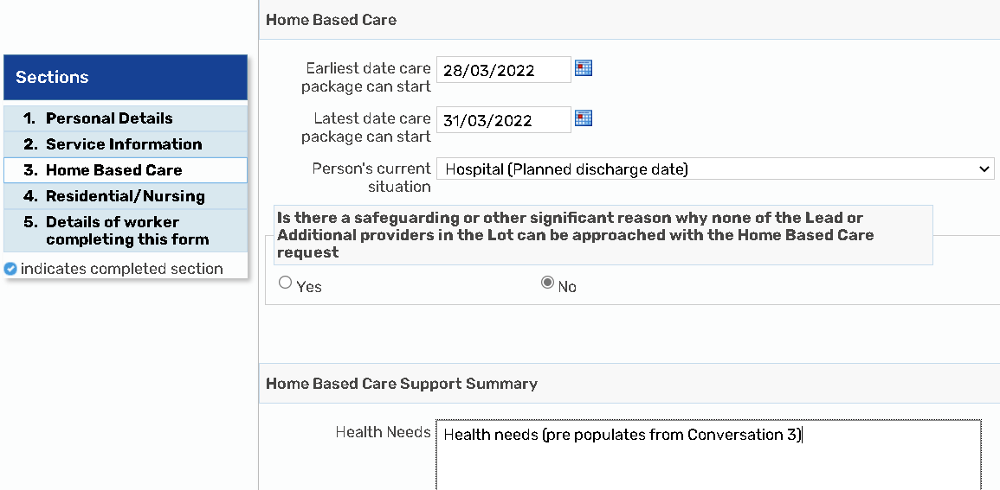 Sections
1. Personal Details
2. Service Information
3. Home Based Care
4. Residential/Nursing
5. Details of worker
completing this form
indicates completed section
Home Based Care
Earliest date care
package can start
28/03/2022
Latest date care
package can start
31/03/2022
Person's current
situation
Hospital (Planned discharge date)
Is there a safeguarding or other significant reason why none of the Lead or
Additional providers in the Lot can be approached with the Home Based Care
request
Yes
No
Home Based Care Support Summary
Health Needs
Health needs (pre populates from Conversation 3)